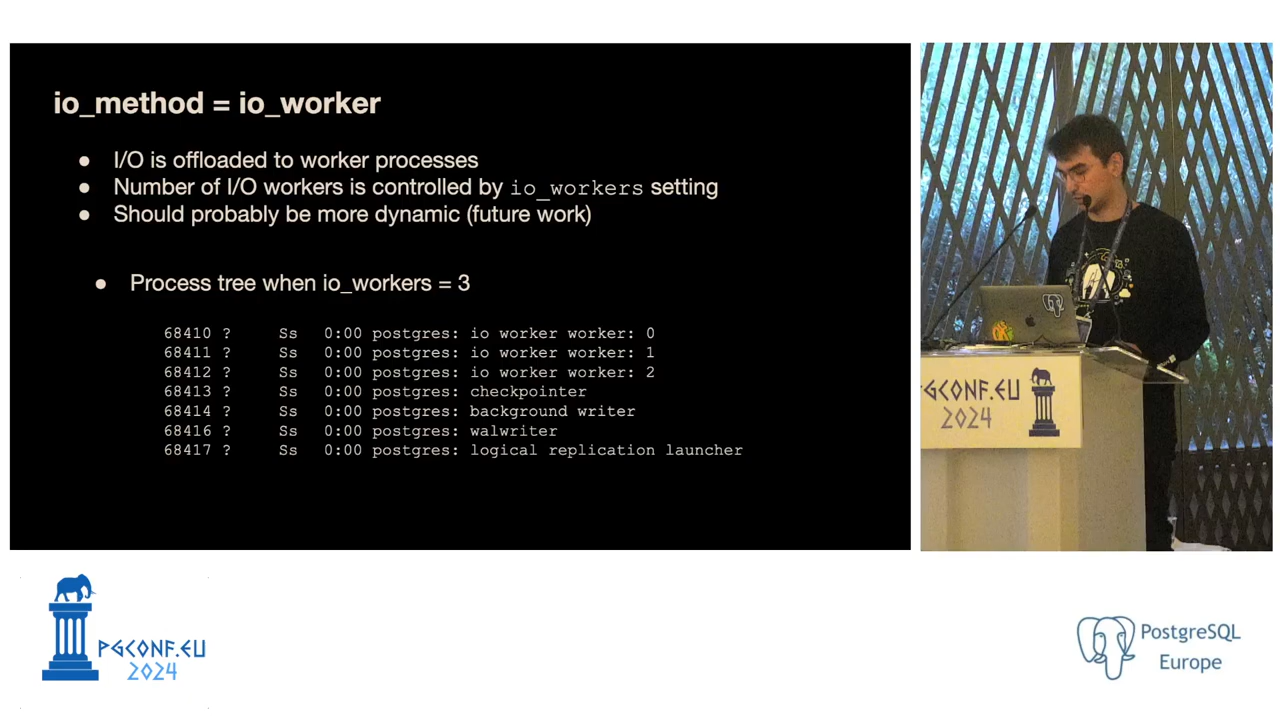 io_method = io_worker
● I/O is offloaded to worker processes
● Number of I/O workers is controlled by io_workers setting
● Should probably be more dynamic (future work)
● Process tree when io_workers = 3
68410 ? Ss 0:00 postgres: io worker worker: 0
68411 ? Ss 0:00 postgres: io worker worker: 1
68412 ? Ss 0:00 postgres: io worker worker: 2
68413 ? Ss 0:00 postgres: checkpointer
68414 ? Ss 0:00 postgres: background writer
68416 ? Ss 0:00 postgres: walwriter
68417 ? Ss 0:00 postgres: logical replication launcher
PGCONF.EU
2024
PGCONF.EU
2024
PostgreSQL
Europe